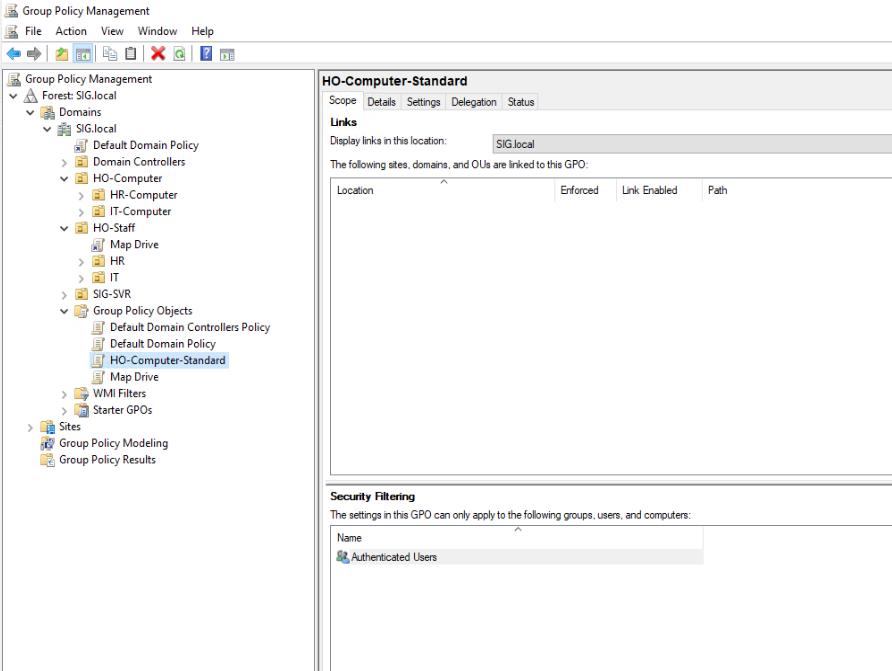 Group Policy Management
File Action View Window Help
Group Policy Management
Forest: SIG.local
Domains
SIG.local
Default Domain Policy
Domain Controllers
HO-Computer
HR-Computer
IT-Computer
HO-Staff
Map Drive
HR
IT
SIG-SVR
Group Policy Objects
Default Domain Controllers Policy
Default Domain Policy
HO-Computer-Standard
Map Drive
WMI Filters
Starter GPOs
Sites
Group Policy Modeling
Group Policy Results
HO-Computer-Standard
Scope Details Settings Delegation Status
Links
Display links in this location: SIG.local
The following sites, domains, and OUs are linked to this GPO:
Location Enforced Link Enabled Path
Security Filtering
The settings in this GPO can only apply to the following groups, users, and computers:
Name
Authenticated Users